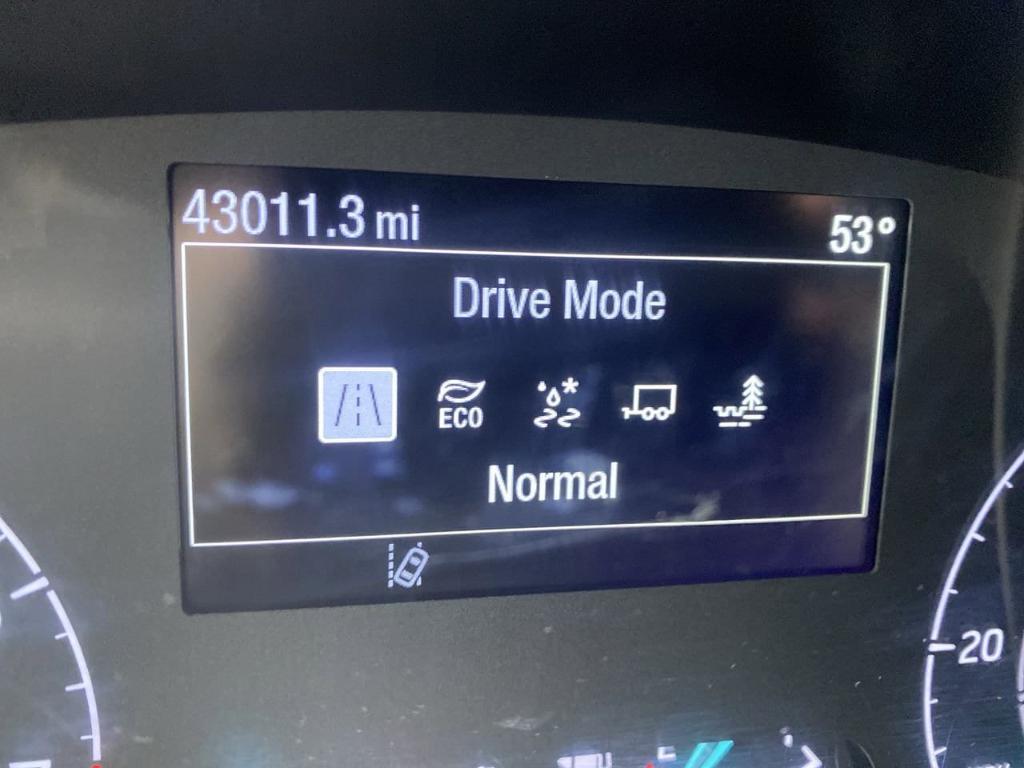 43011.3 mi 53°
Drive Mode
ECO
Normal
20